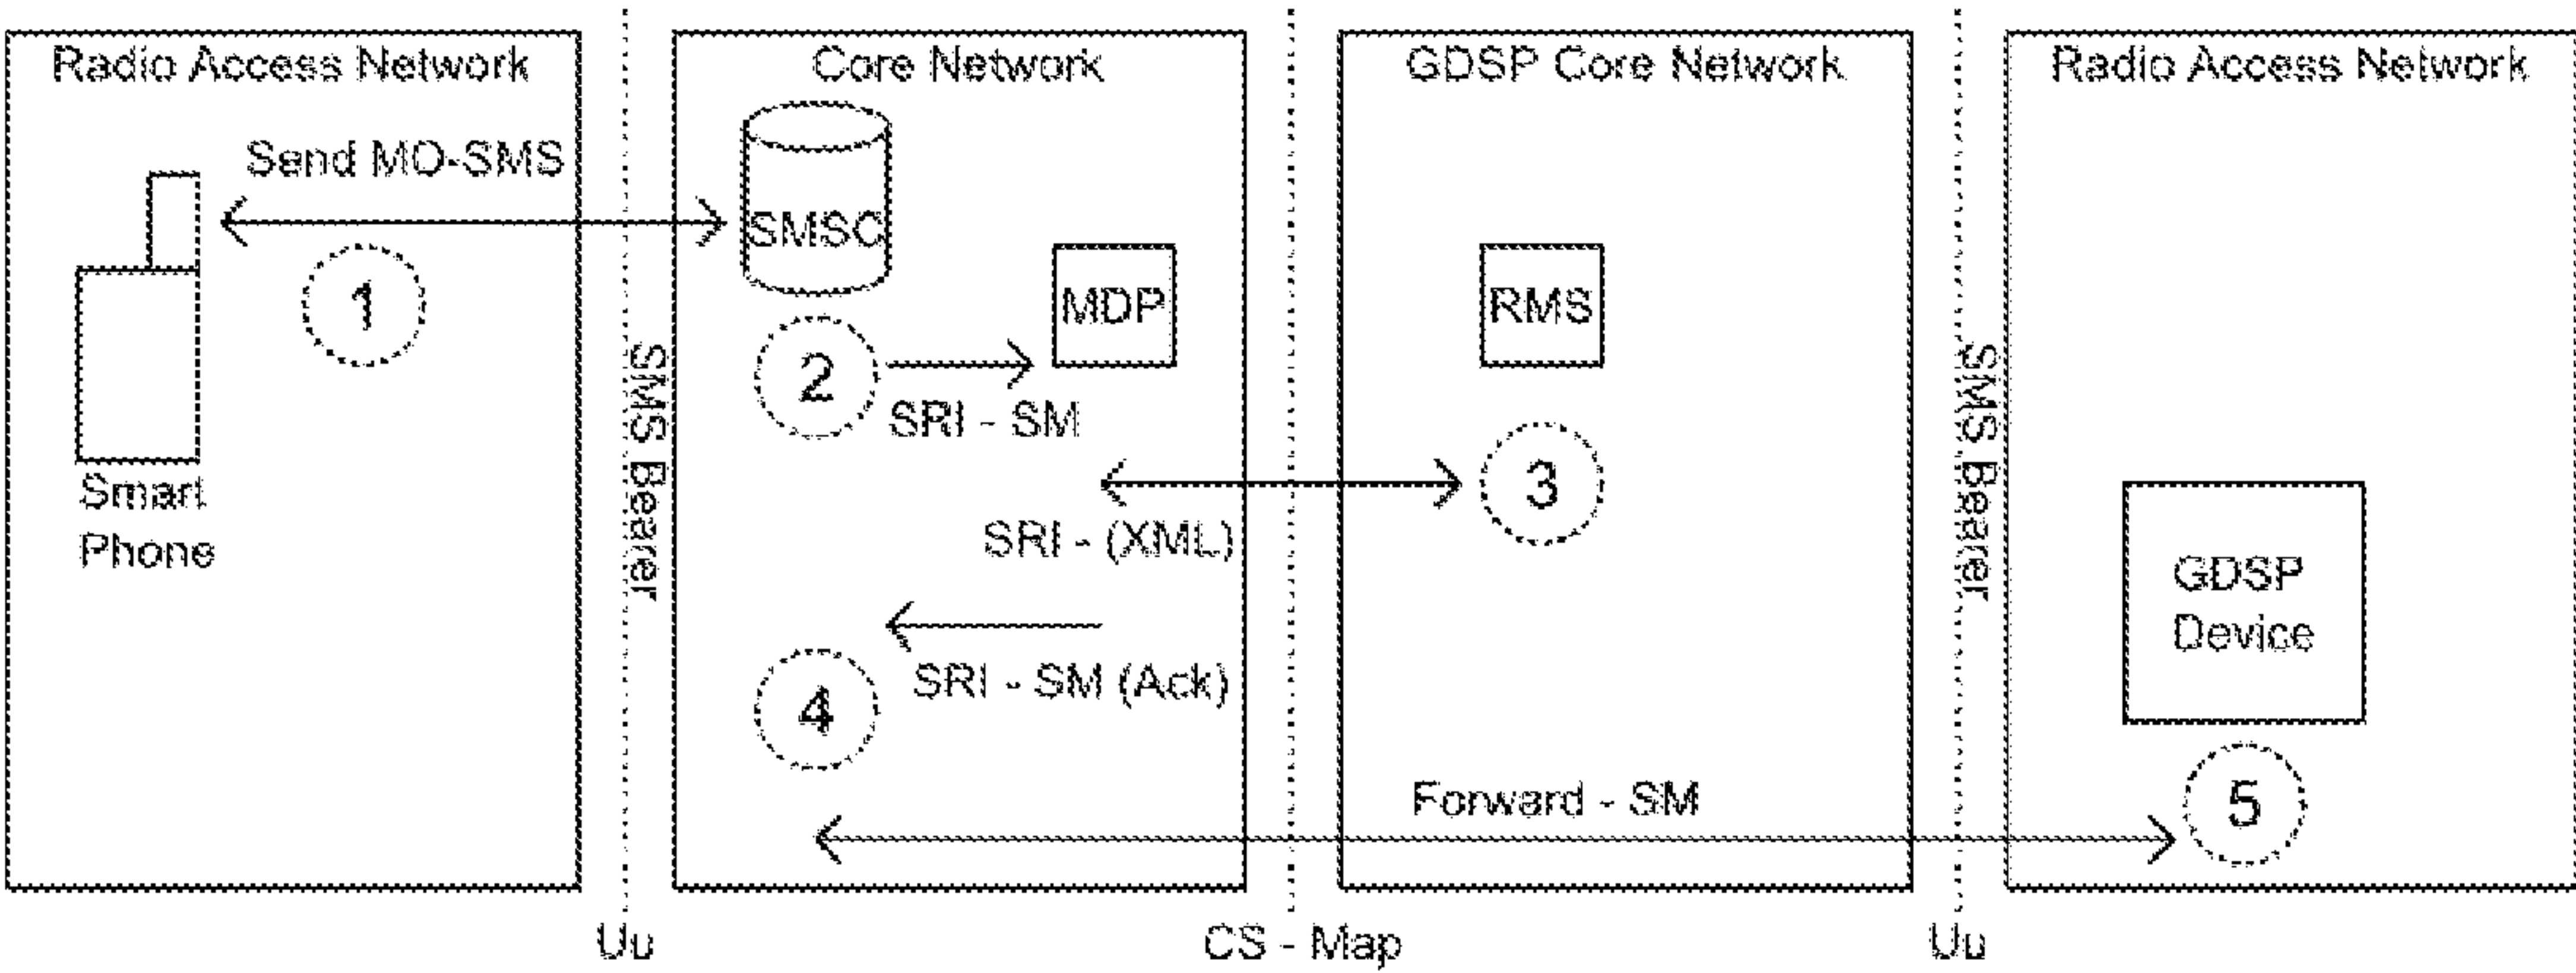 Radio Access Network
Core Network
GDSP Core Network
Radio Access Network
Send MO-SMS
SMSC
1
MDP
RMS
2
SRI - SM
SMS Bearer
SMS Bearer
3
Smart
Phone
SRI - (XML)
GDSP
Device
SRI - SM (Ack)
4
Forward - SM
5
Uu
CS - Map
Uu